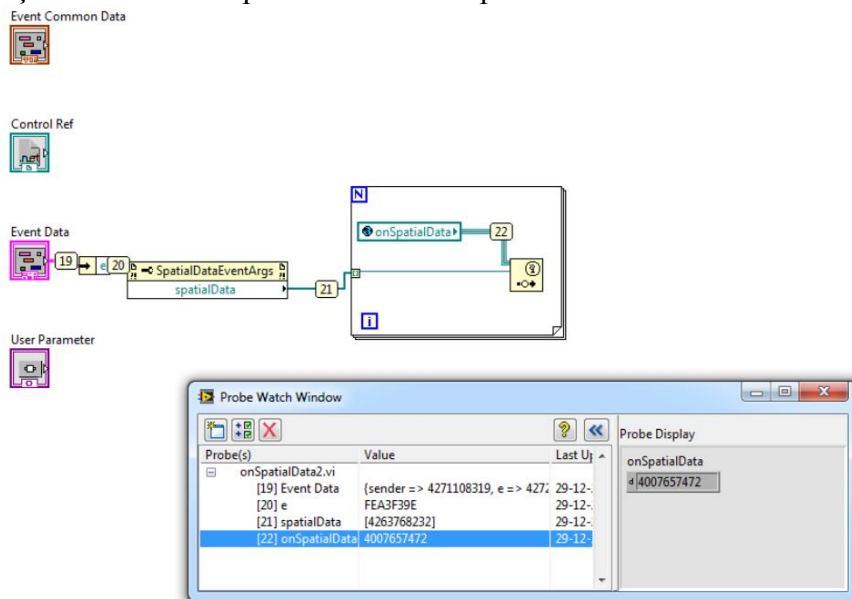 Event Common Data
Control Ref
.net
Event Data
19
e
20
SpatialDataEventArgs
spatialData
21
N
onSpatialData
22
i
User Parameter
Probe Watch Window
Probe(s) Value Last Up
onSpatialData2.vi
[19] Event Data {sender => 4271108319, e => 4272 29-12-
[20] e FEA3F39E 29-12-
[21] spatialData [4263768232] 29-12-
[22] onSpatialData 4007657472 29-12-
Probe Display
onSpatialData
d 4007657472